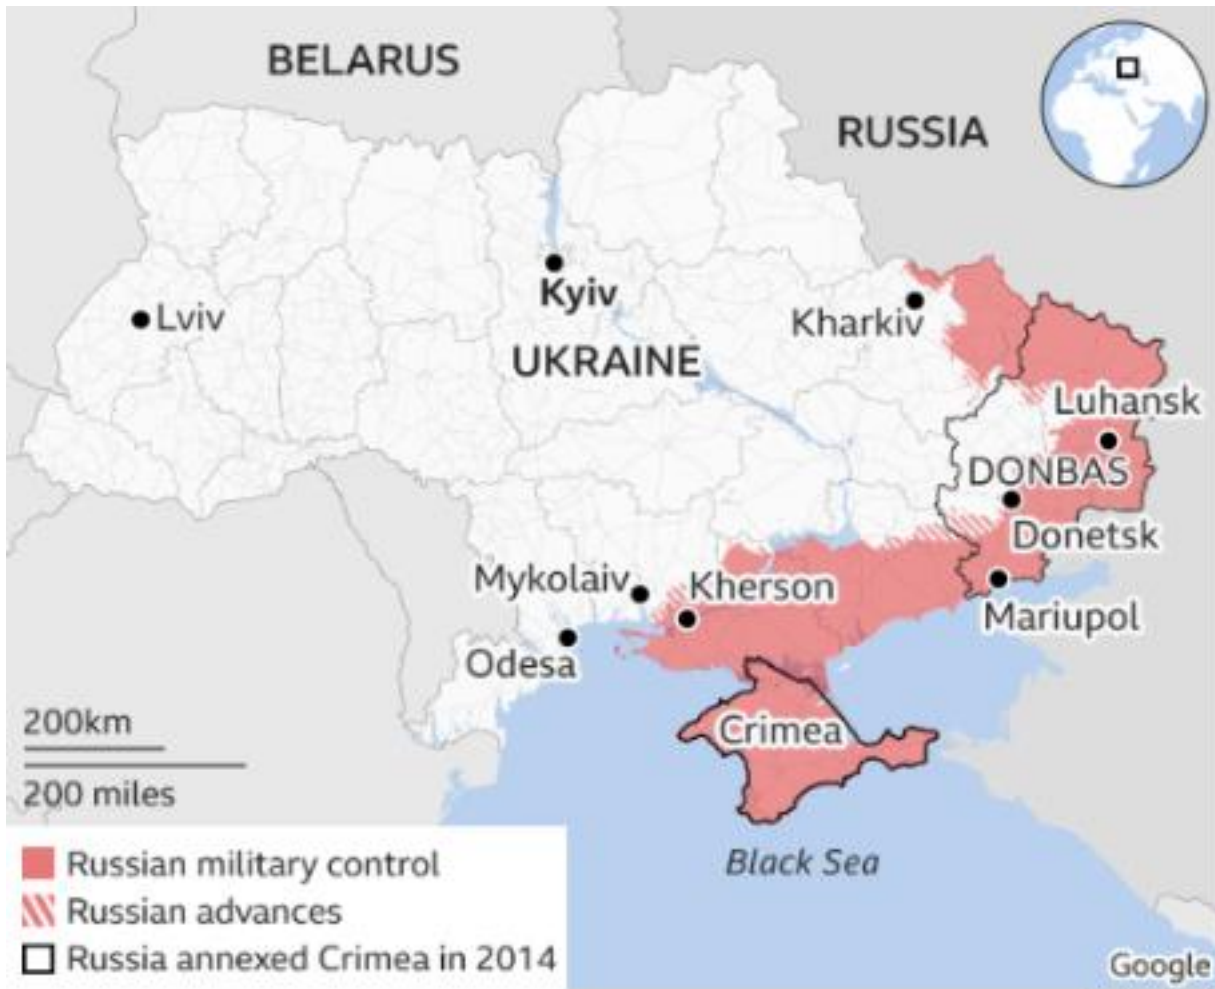 BELARUS
RUSSIA
Kyiv
Lviv
Kharkiv
UKRAINE
Luhansk
DONBAS
Donetsk
Mykolaiv
Kherson
Mariupol
Odesa
Crimea
200km
200 miles
Black Sea
Russian military control
Russian advances
Russia annexed Crimea in 2014
Google